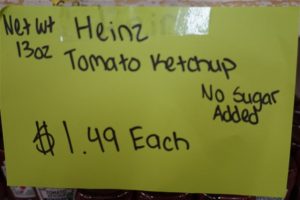 Net Wt
13oz
Heinz
Tomato Ketchup
No Sugar
Added
$1.49 Each